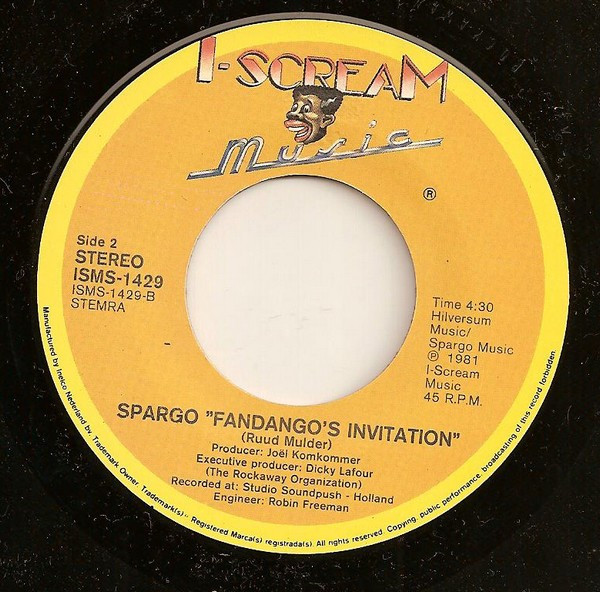 I-SCREAM
Music
®
Side 2
STEREO
ISMS-1429
ISMS-1429-B
STEMRA
Time 4:30
Hilversum
Music/
Spargo Music
℗ 1981
I-Scream
Music
45 R.P.M.
SPARGO "FANDANGO'S INVITATION"
(Ruud Mulder)
Producer: Joël Komkommer
Executive producer: Dicky Lafour
(The Rockaway Organization)
Recorded at: Studio Soundpush - Holland
Engineer: Robin Freeman
Manufactured by Inelco Nederland bv. Trademark Owner. Trademark(s)- Registered Marca(s) registrada(s). All rights reserved. Copying, public performance, broadcasting of this record forbidden.